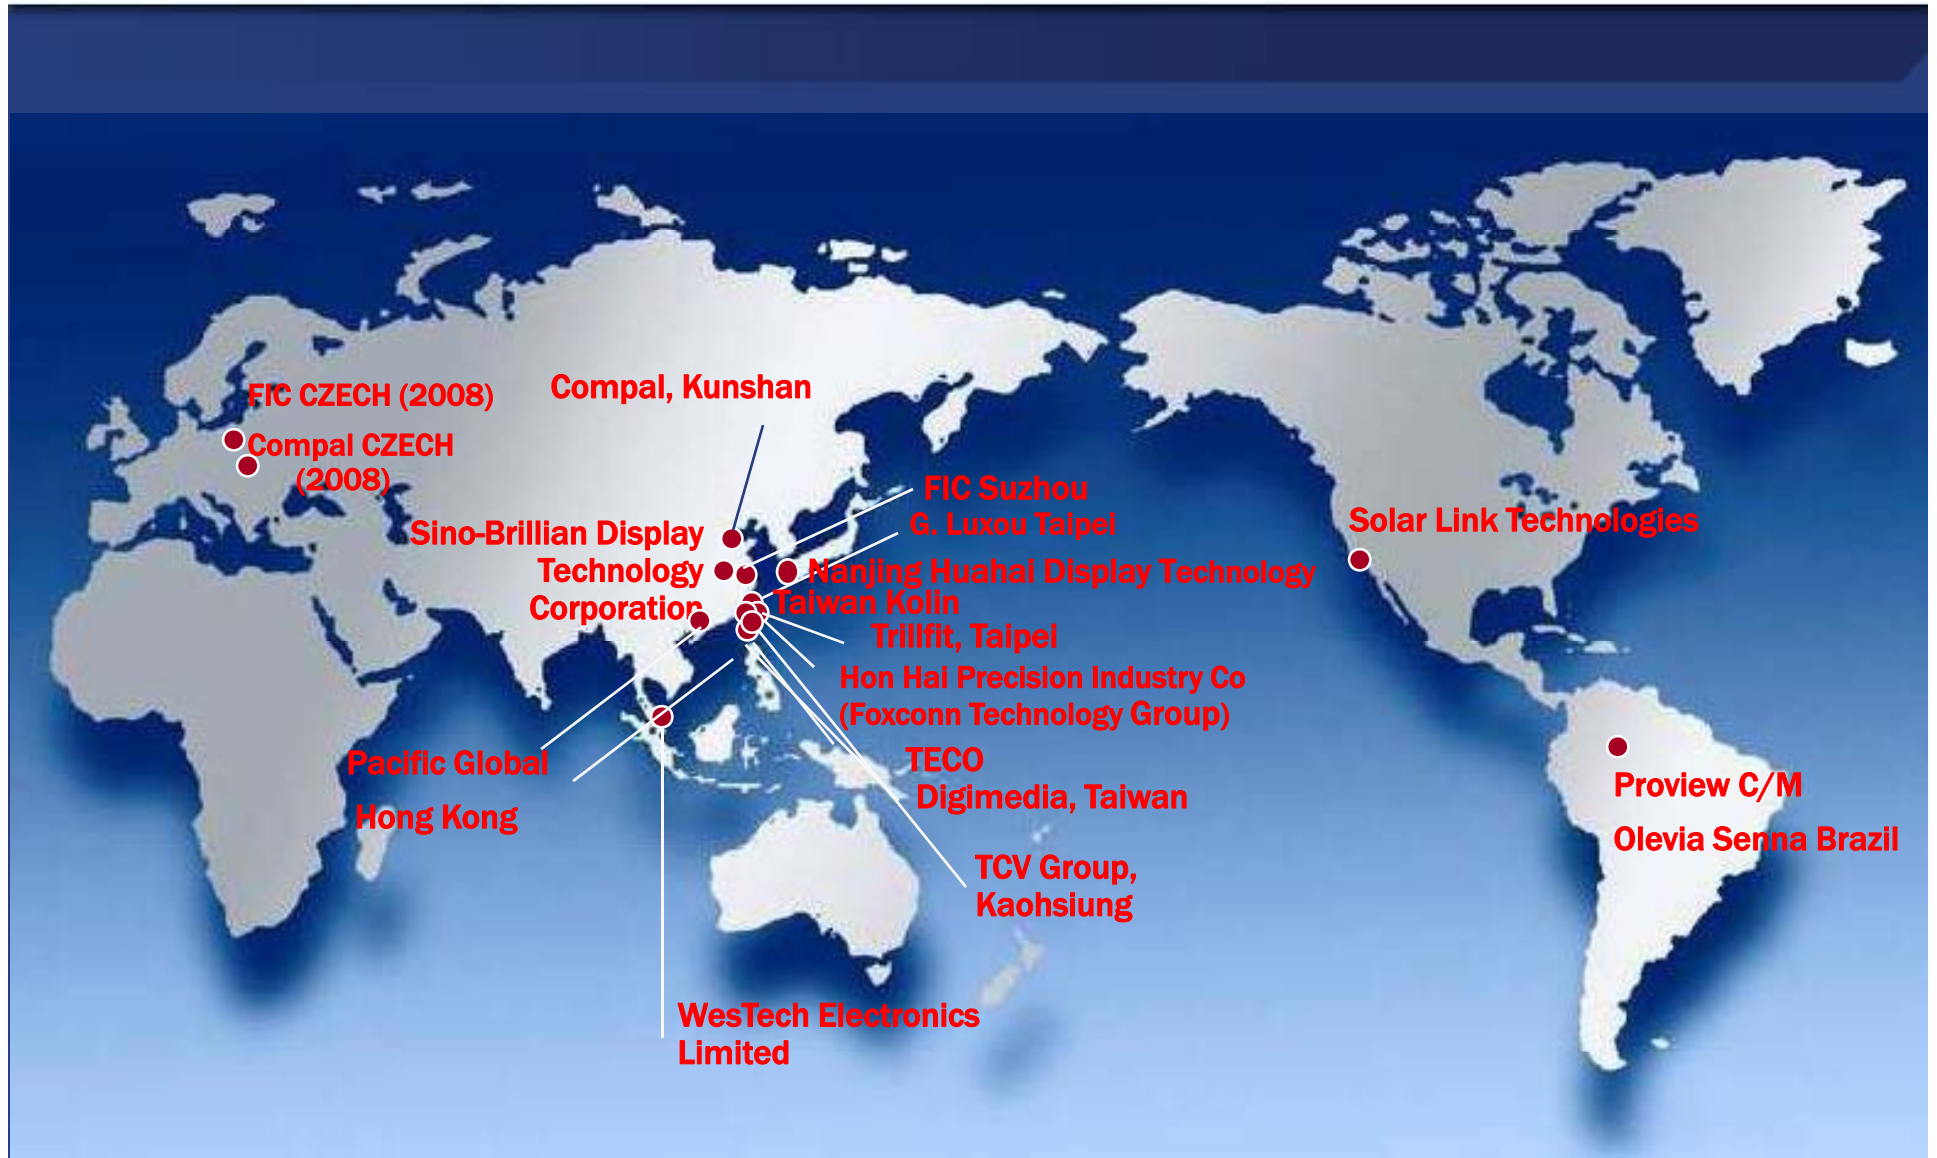 FIC CZECH (2008)
Compal, Kunshan
Compal CZECH
(2008)
FIC Suzhou
G. Luxou Taipel
Solar Link Technologies
Sino-Brillian Display
Technology
Corporation
Nanjing Huahai Display Technology
Taiwan Kolin
Trillfit, Taipei
Hon Hai Precision Industry Co
(Foxconn Technology Group)
Pacific Global
Hong Kong
TECO
Digimedia, Taiwan
Proview C/M
Olevia Senna Brazil
TCV Group,
Kaohsiung
WesTech Electronics
Limited